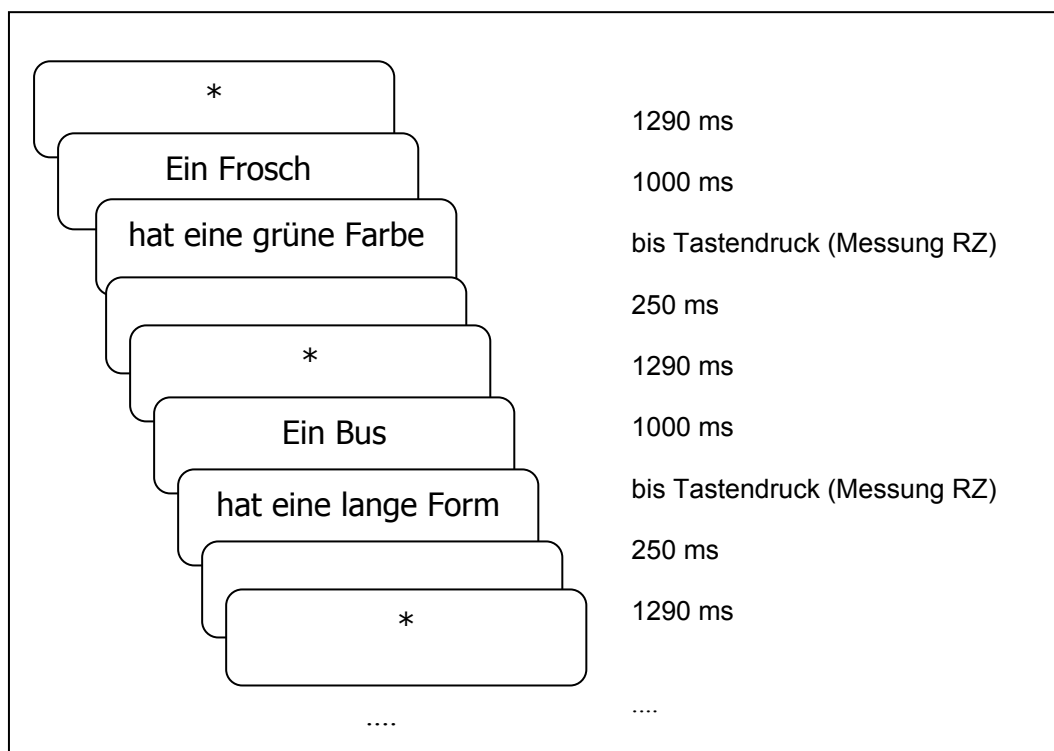 *
1290 ms
Ein Frosch
1000 ms
hat eine grüne Farbe
bis Tastendruck (Messung RZ)
250 ms
*
1290 ms
Ein Bus
1000 ms
hat eine lange Form
bis Tastendruck (Messung RZ)
250 ms
*
1290 ms
....
....